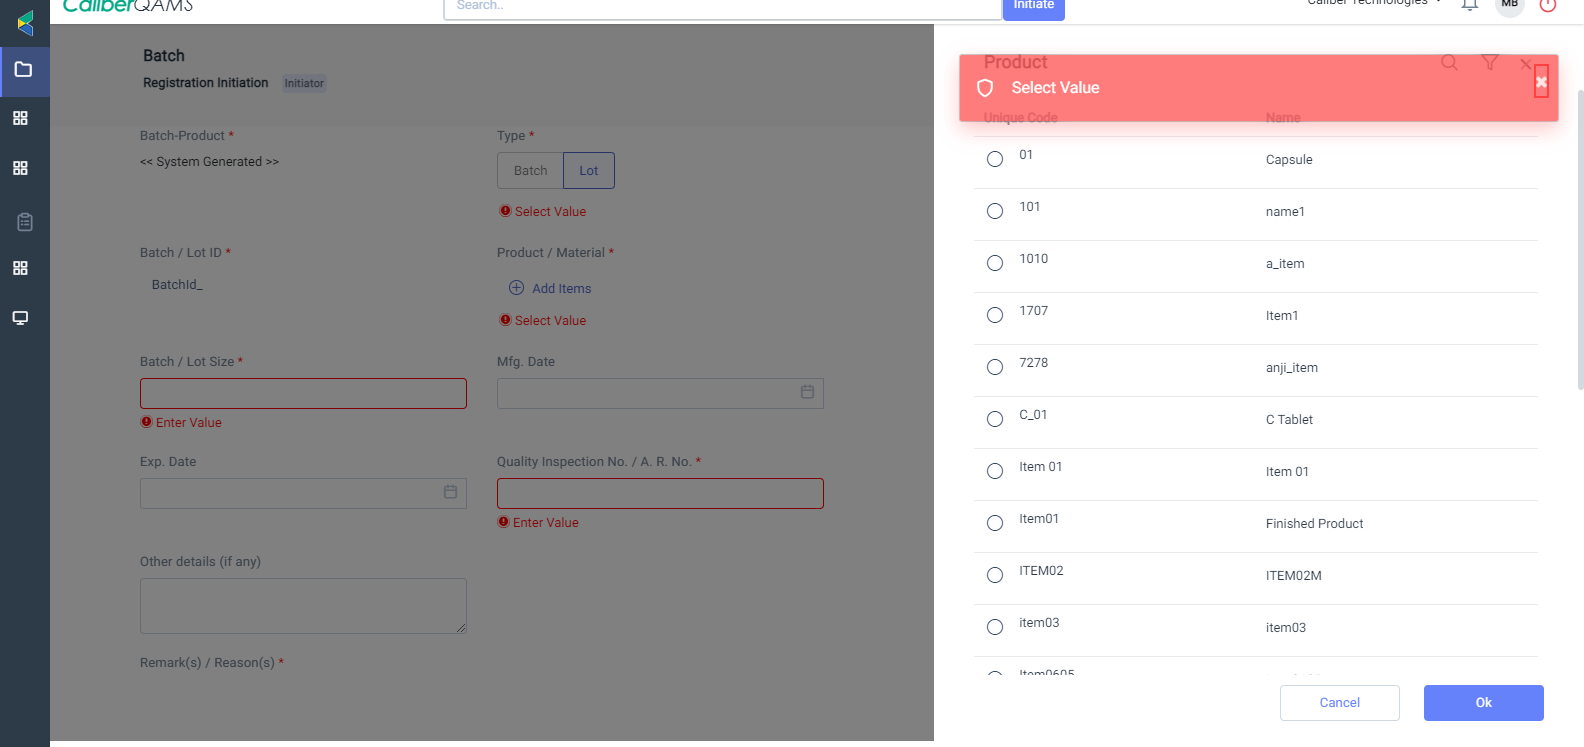 CaliberQAMS
Search..
Initiate
Caliber Technologies
MB
Batch
Registration Initiation Initiator
Batch-Product *
<< System Generated >>
Type *
Batch Lot
Select Value
Batch / Lot ID *
BatchId_
Product / Material *
Add Items
Select Value
Batch / Lot Size *
Enter Value
Mfg. Date
Exp. Date
Quality Inspection No. / A. R. No. *
Enter Value
Other details (if any)
Remark(s) / Reason(s) *
Product
Select Value
Unique Code Name
01 Capsule
101 name1
1010 a_item
1707 Item1
7278 anji_item
C_01 C Tablet
Item 01 Item 01
Item01 Finished Product
ITEM02 ITEM02M
item03 item03
Item0605
Cancel Ok